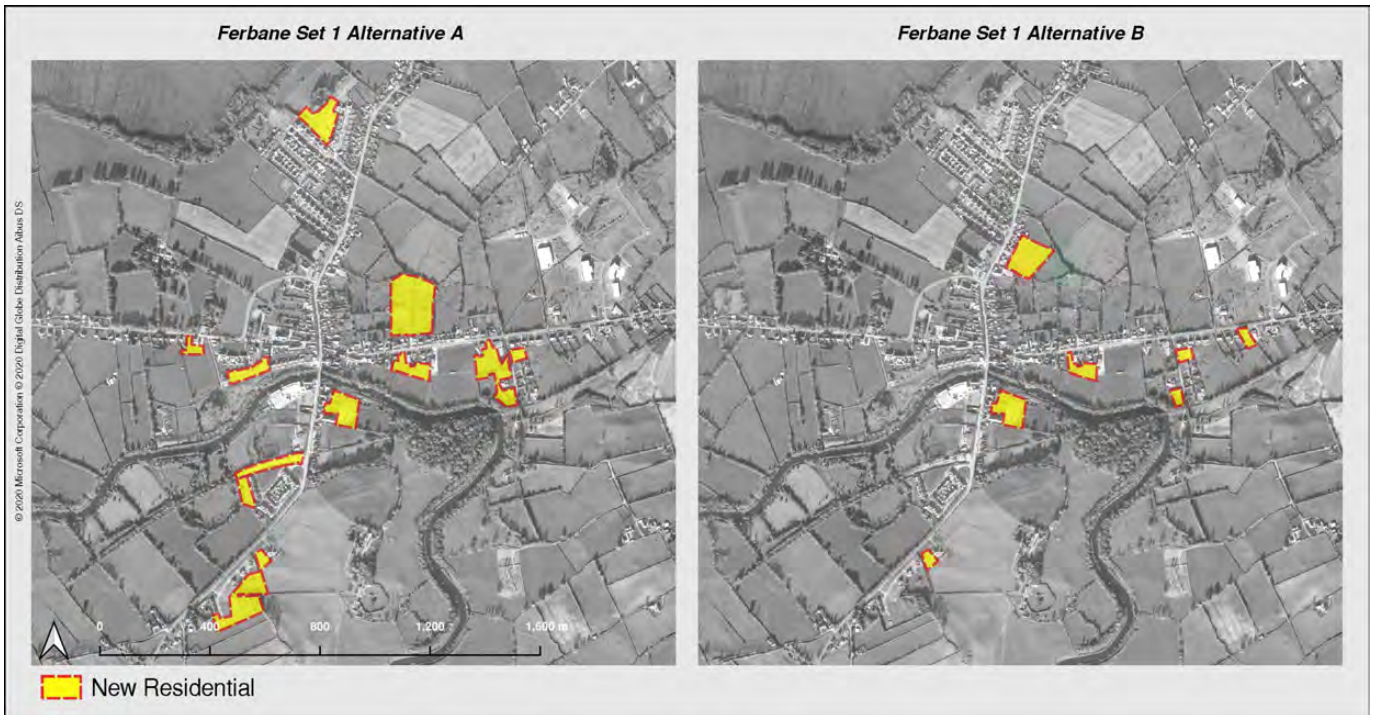 Ferbane Set 1 Alternative A
Ferbane Set 1 Alternative B
© 2020 Microsoft Corporation © 2020 Digital Globe Distribution Aibus DS
0 400 800 1,200 1,600 m
New Residential